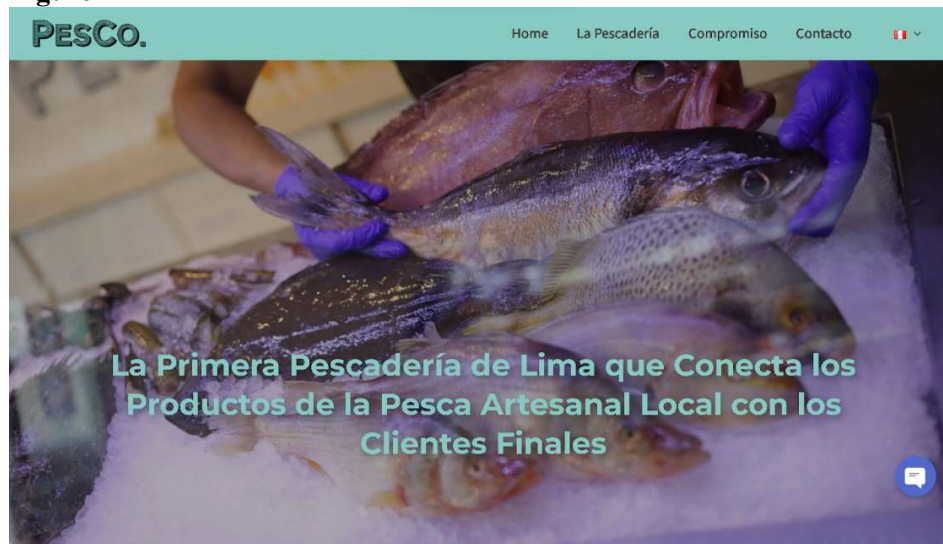 PESCO.
Home La Pescadería Compromiso Contacto
La Primera Pescadería de Lima que Conecta los
Productos de la Pesca Artesanal Local con los
Clientes Finales